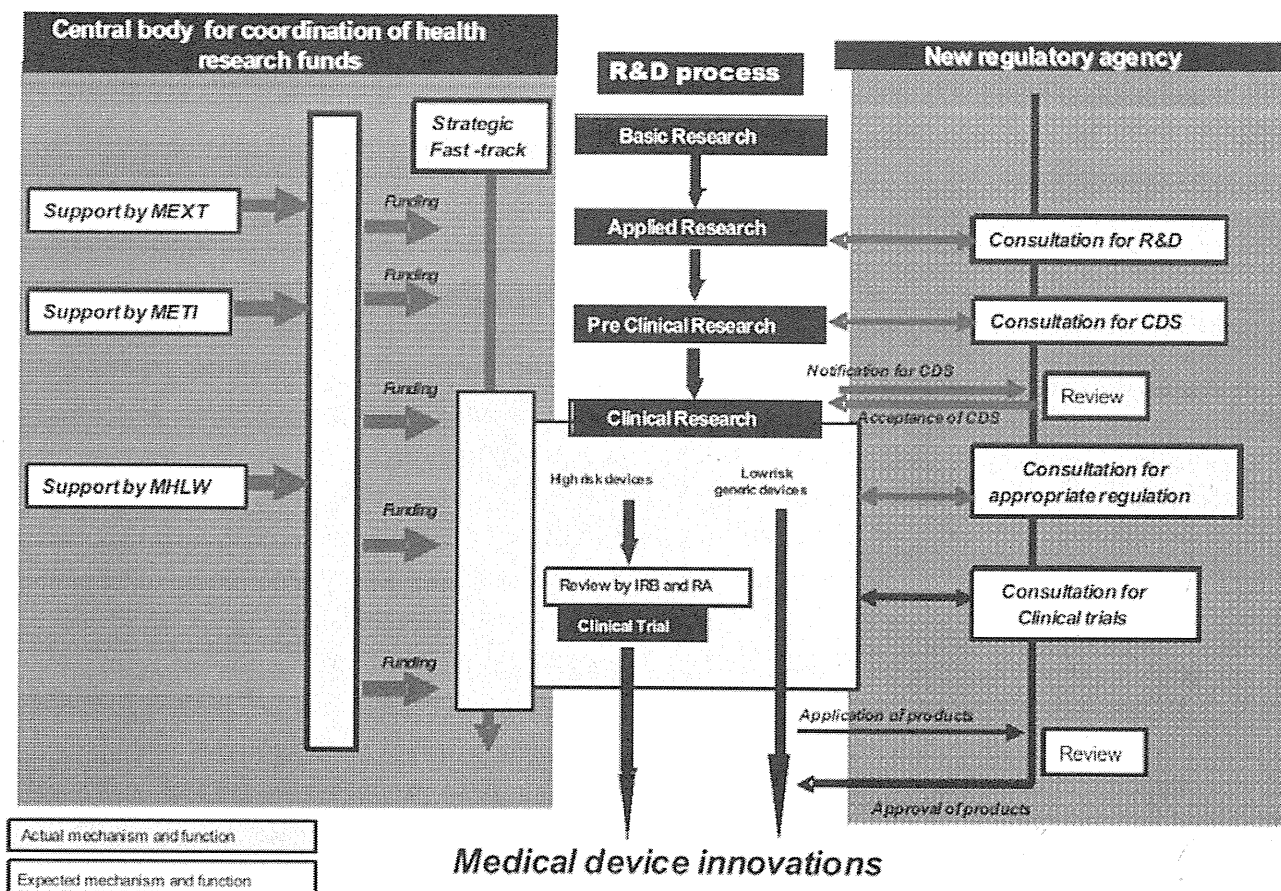 Central body for coordination of health
research funds
Strategic
Fast -track
Support by MEXT
Support by METI
Support by MHLW
Funding
Funding
Funding
Funding
Funding
R&D process
Basic Research
Applied Research
Pre Clinical Research
Clinical Research
High risk devices
Low risk
generic devices
Review by IRB and RA
Clinical Trial
New regulatory agency
Consultation for R&D
Consultation for CDS
Notification for CDS
Acceptance of CDS
Review
Consultation for
appropriate regulation
Consultation for
Clinical trials
Application of products
Review
Approval of products
Medical device innovations
Actual mechanism and function
Expected mechanism and function